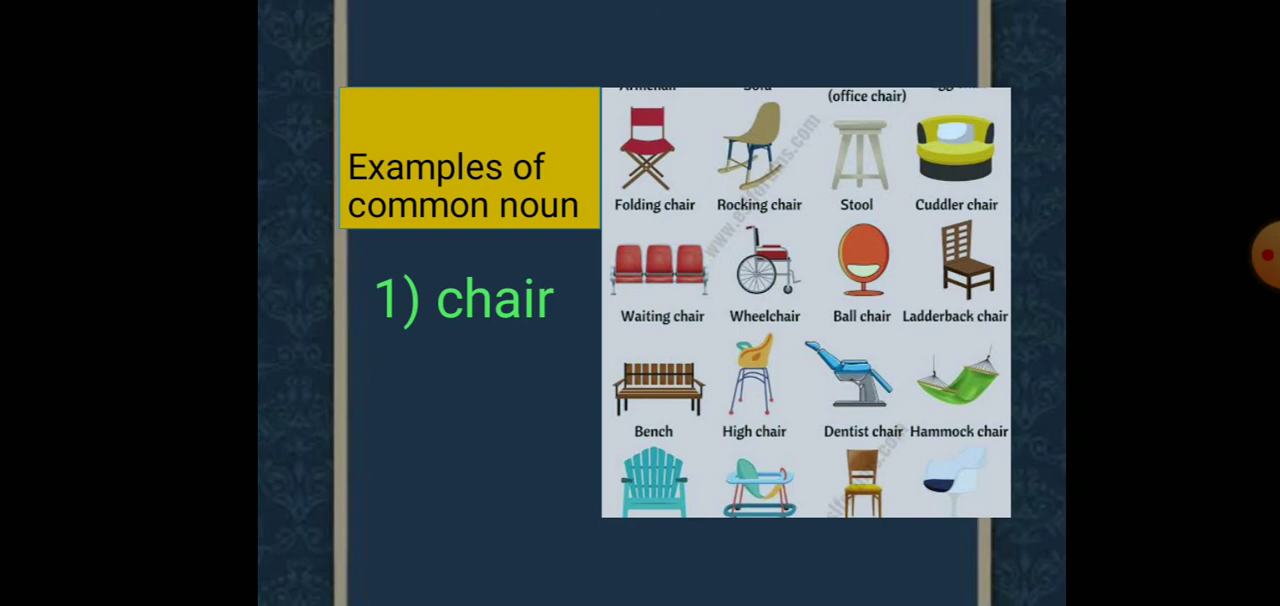 Examples of
common noun
1) chair
(office chair)
Folding chair Rocking chair Stool Cuddler chair
Waiting chair Wheelchair Ball chair Ladderback chair
Bench High chair Dentist chair Hammock chair